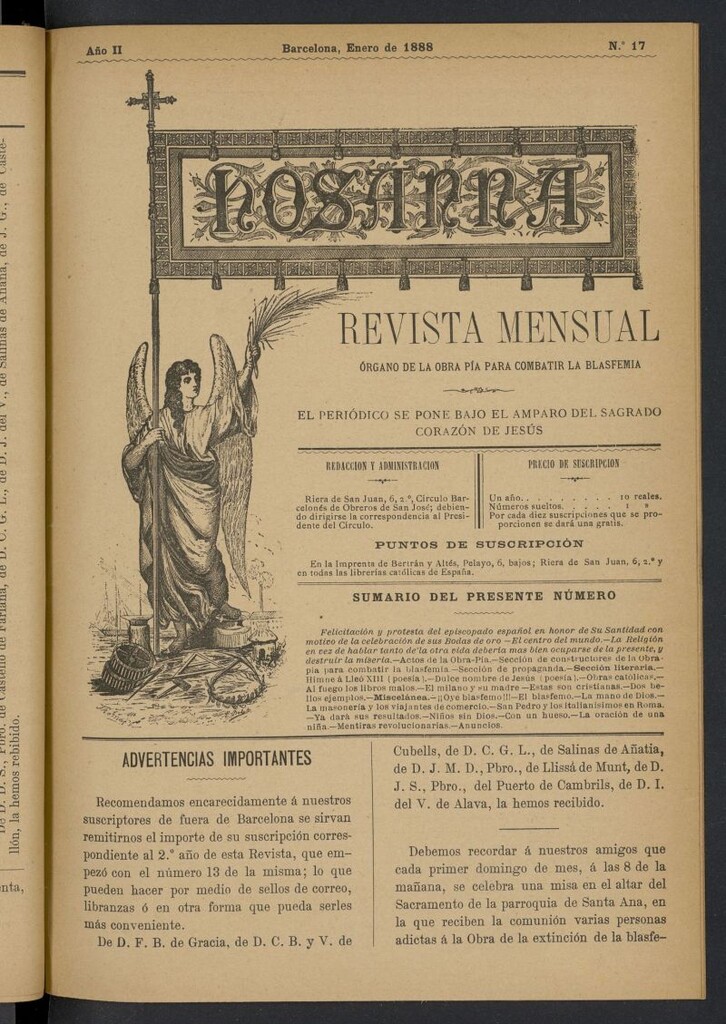 Año II
Barcelona, Enero de 1888
N.° 17
HOSANNA
REVISTA MENSUAL
ÓRGANO DE LA OBRA PÍA PARA COMBATIR LA BLASFEMIA
EL PERIÓDICO SE PONE BAJO EL AMPARO DEL SAGRADO
CORAZÓN DE JESÚS
REDACCION Y ADMINISTRACION
Riera de San Juan, 6, 2.°, Círculo Bar-
celonés de Obreros de San José; debien-
do dirigirse la correspondencia al Presi-
dente del Círculo.
PRECIO DE SUSCRIPCION
Un año. . . . . . . . . 10 reales.
Números sueltos. . . . . 1 »
Por cada diez suscripciones que se pro-
porcionen se dará una gratis.
PUNTOS DE SUSCRIPCIÓN
En la Imprenta de Bertrán y Altés, Pelayo, 6, bajos; Riera de San Juan, 6, 2.° y
en todas las librerías católicas de España.
SUMARIO DEL PRESENTE NÚMERO
Felicitación y protesta del episcopado español en honor de Su Santidad con
motivo de la celebración de sus Bodas de oro —El centro del mundo.—La Religión
en vez de hablar tanto de la otra vida debería mas bien ocuparse de la presente, y
destruir la miseria.—Actos de la Obra-Pía.—Sección de constructores de la Obra-
pía para combatir la blasfemia—Sección de propaganda.—Sección literaria.—
Himne á Lleó XIII (poesía).—Dulce nombre de Jesús (poesía).—Obras católicas.—
Al fuego los libros malos.—El milano y su madre—Estas son cristianas.—Dos be-
llos ejemplos.—Miscelánea.—¡Oye blasfemo!!—El blasfemo.—La mano de Dios.—
La masonería y los viajantes de comercio.—San Pedro y los italianísimos en Roma.
—Ya dará sus resultados.—Niños sin Dios.—Con un hueso.—La oración de una
niña.—Mentiras revolucionarias.—Anuncios.
ADVERTENCIAS IMPORTANTES
Recomendamos encarecidamente á nuestros
suscriptores de fuera de Barcelona se sirvan
remitirnos el importe de su suscripción corres-
pondiente al 2.° año de esta Revista, que em-
pezó con el número 13 de la misma; lo que
pueden hacer por medio de sellos de correo,
libranzas ó en otra forma que pueda serles
más conveniente.
De D. F. B. de Gracia, de D. C. B. y V. de
Cubells, de D. C. G. L., de Salinas de Añatia,
de D. J. M. D., Pbro., de Llissá de Munt, de D.
J. S., Pbro., del Puerto de Cambrils, de D. I.
del V. de Alava, la hemos recibido.
Debemos recordar á nuestros amigos que
cada primer domingo de mes, á las 8 de la
mañana, se celebra una misa en el altar del
Sacramento de la parroquia de Santa Ana, en
la que reciben la comunión varias personas
adictas á la Obra de la extinción de la blasfe-